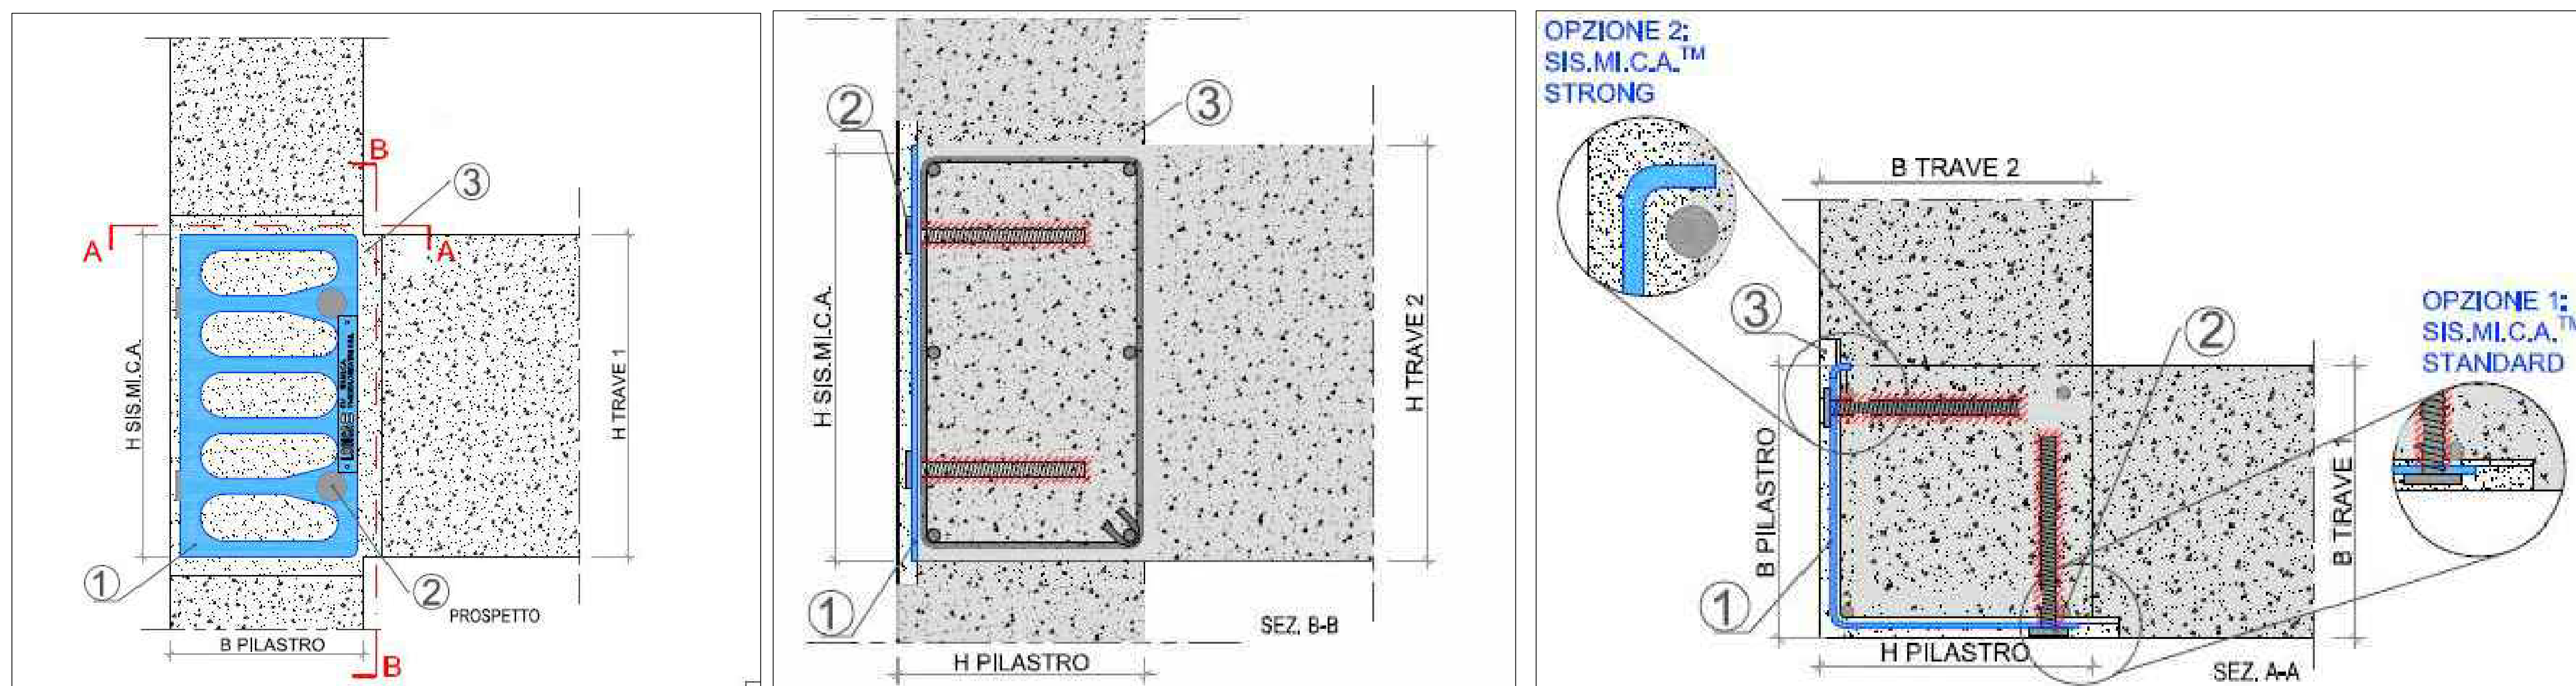 B
3
A
A
H SIS.MI.C.A.
H TRAVE 1
1
2
PROSPETTO
B PILASTRO
B
2
3
H SIS.MI.C.A.
H TRAVE 2
1
SEZ. B-B
H PILASTRO
OPZIONE 2:
SIS.MI.C.A.™
STRONG
B TRAVE 2
OPZIONE 1:
SIS.MI.C.A.™
STANDARD
3
2
B PILASTRO
B TRAVE 1
1
H PILASTRO
SEZ. A-A